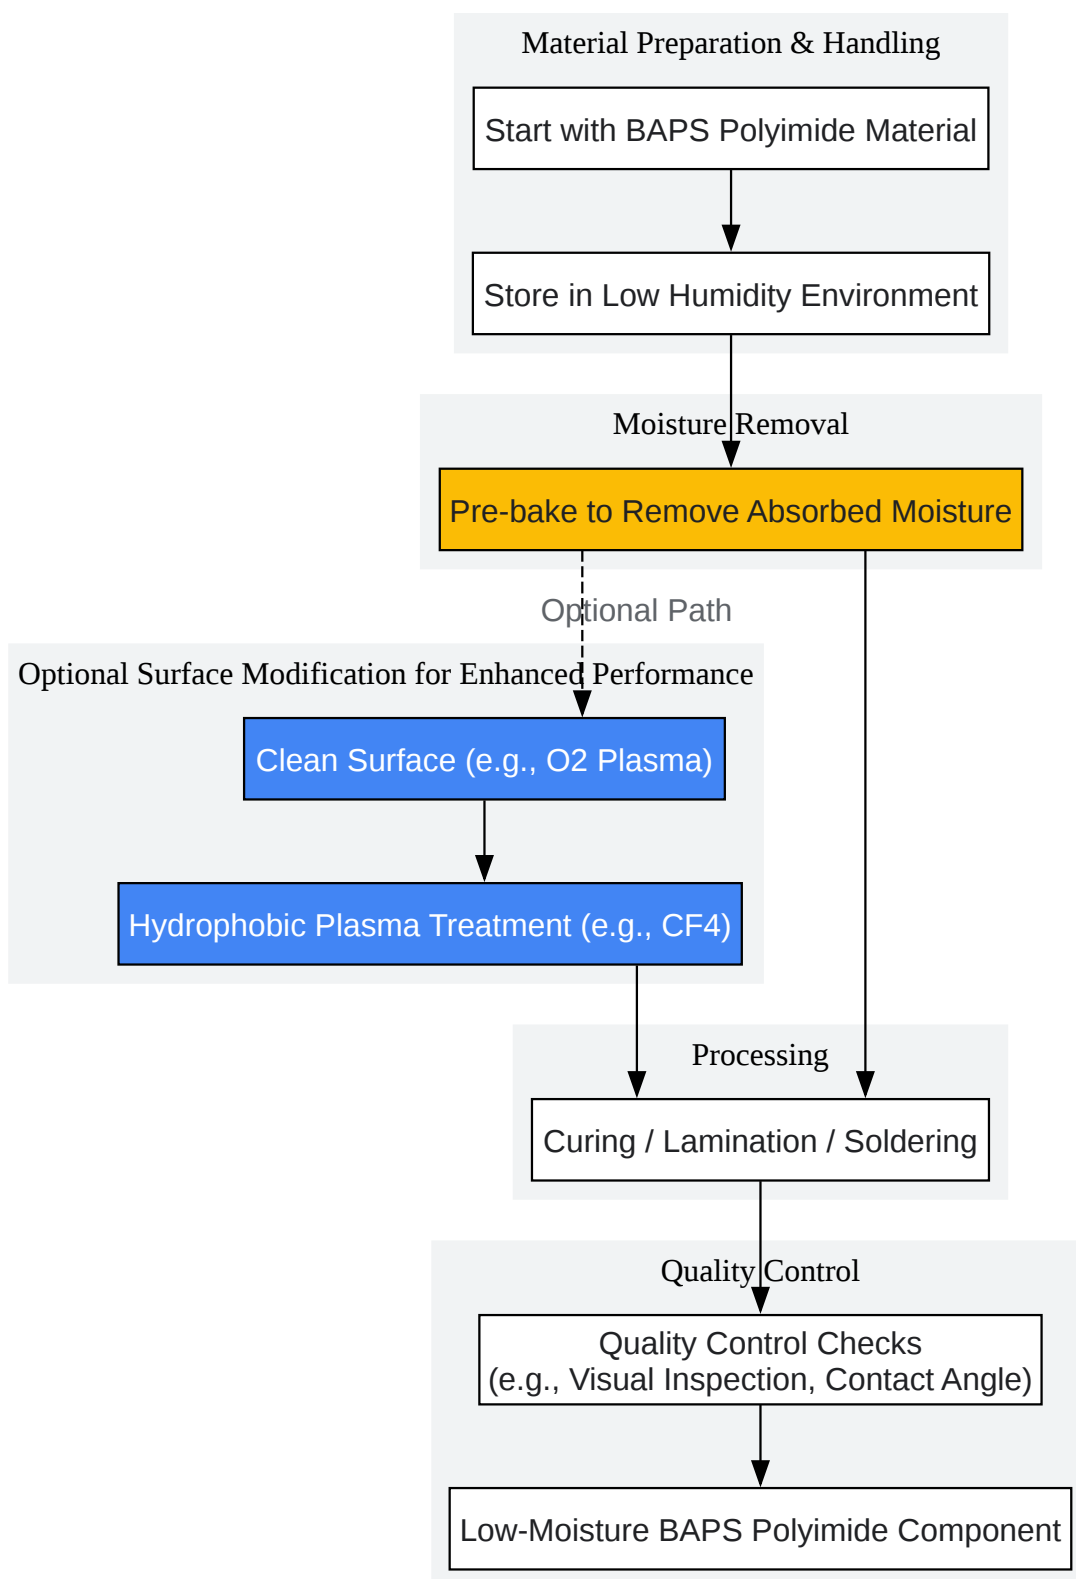 Material Preparation & Handling
Start with BAPS Polyimide Material
Store in Low Humidity Environment
Moisture Removal
Pre-bake to Remove Absorbed Moisture
Optional Path
Optional Surface Modification for Enhanced Performance
Clean Surface (e.g., O2 Plasma)
Hydrophobic Plasma Treatment (e.g., CF4)
Processing
Curing / Lamination / Soldering
Quality Control
Quality Control Checks
(e.g., Visual Inspection, Contact Angle)
Low-Moisture BAPS Polyimide Component